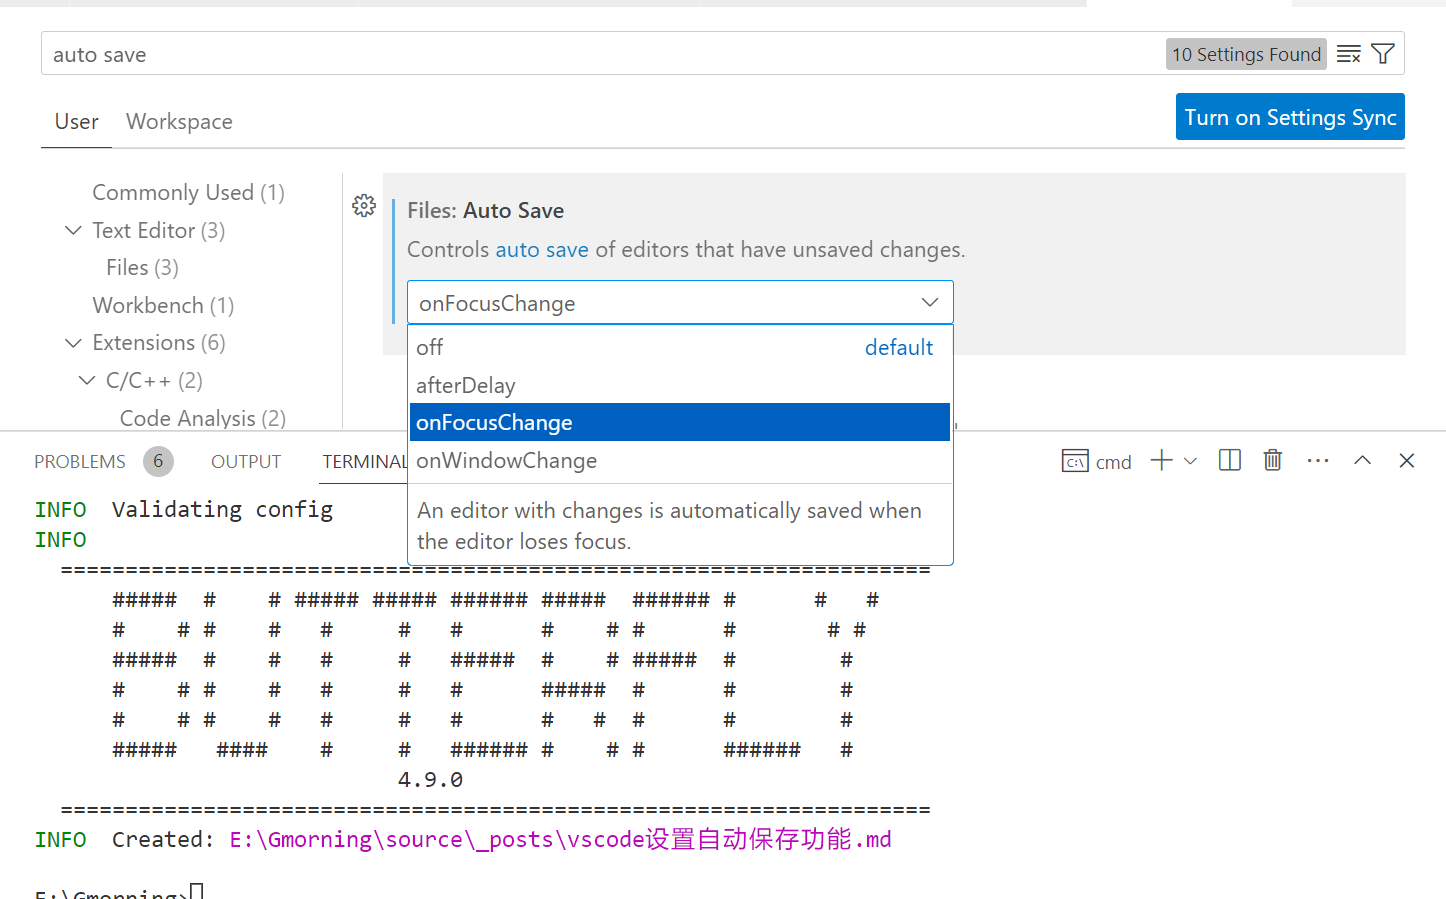 auto save
10 Settings Found
User Workspace
Turn on Settings Sync
Commonly Used (1)
Text Editor (3)
Files (3)
Workbench (1)
Extensions (6)
C/C++ (2)
Code Analysis (2)
Files: Auto Save
Controls auto save of editors that have unsaved changes.
onFocusChange
off default
afterDelay
onFocusChange
onWindowChange
An editor with changes is automatically saved when
the editor loses focus.
PROBLEMS 6 OUTPUT TERMINAL
cmd
INFO  Validating config
INFO
  ===================================================================
      #####  #    # ##### ##### ###### #####  ###### #      #   #
      #    # #    #   #     #   #      #    # #      #       # #
      #####  #    #   #     #   #####  #    # #####  #        #
      #    # #    #   #     #   #      #####  #      #        #
      #    # #    #   #     #   #      #   #  #      #        #
      #####   ####    #     #   ###### #    # #      ######   #
                            4.9.0
  ===================================================================
INFO  Created: E:\Gmorning\source\_posts\vscode设置自动保存功能.md
E:\Gmorning>